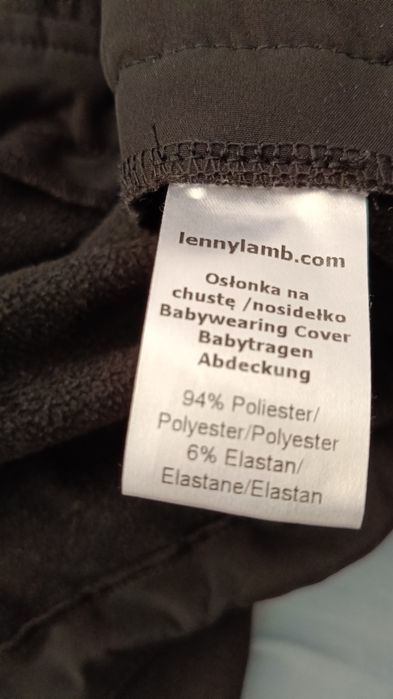 lennylamb.com
Osłonka na
chustę /nosidełko
Babywearing Cover
Babytragen
Abdeckung
94% Poliester/
Polyester/Polyester
6% Elastan/
Elastane/Elastan